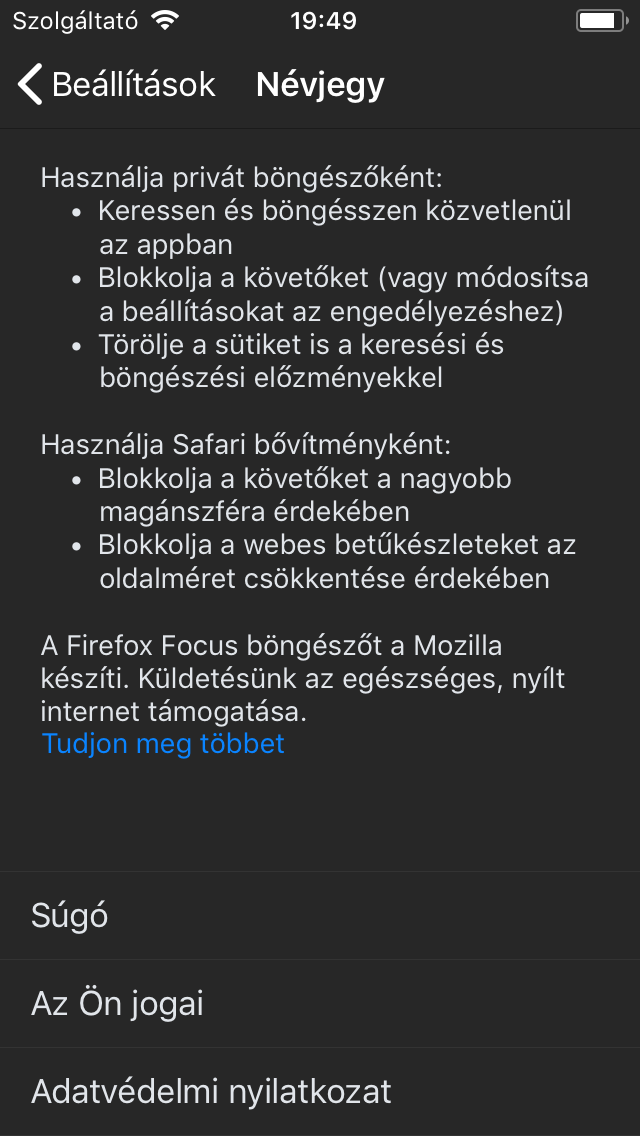 Szolgáltató 19:49
Beállítások Névjegy
Használja privát böngészőként:
• Keressen és böngésszen közvetlenül
az appban
• Blokkolja a követőket (vagy módosítsa
a beállításokat az engedélyezéshez)
• Törölje a sütiket is a keresési és
böngészési előzményekkel
Használja Safari bővítményként:
• Blokkolja a követőket a nagyobb
magánszféra érdekében
• Blokkolja a webes betűkészleteket az
oldalméret csökkentése érdekében
A Firefox Focus böngészőt a Mozilla
készíti. Küldetésünk az egészséges, nyílt
internet támogatása.
Tudjon meg többet
Súgó
Az Ön jogai
Adatvédelmi nyilatkozat